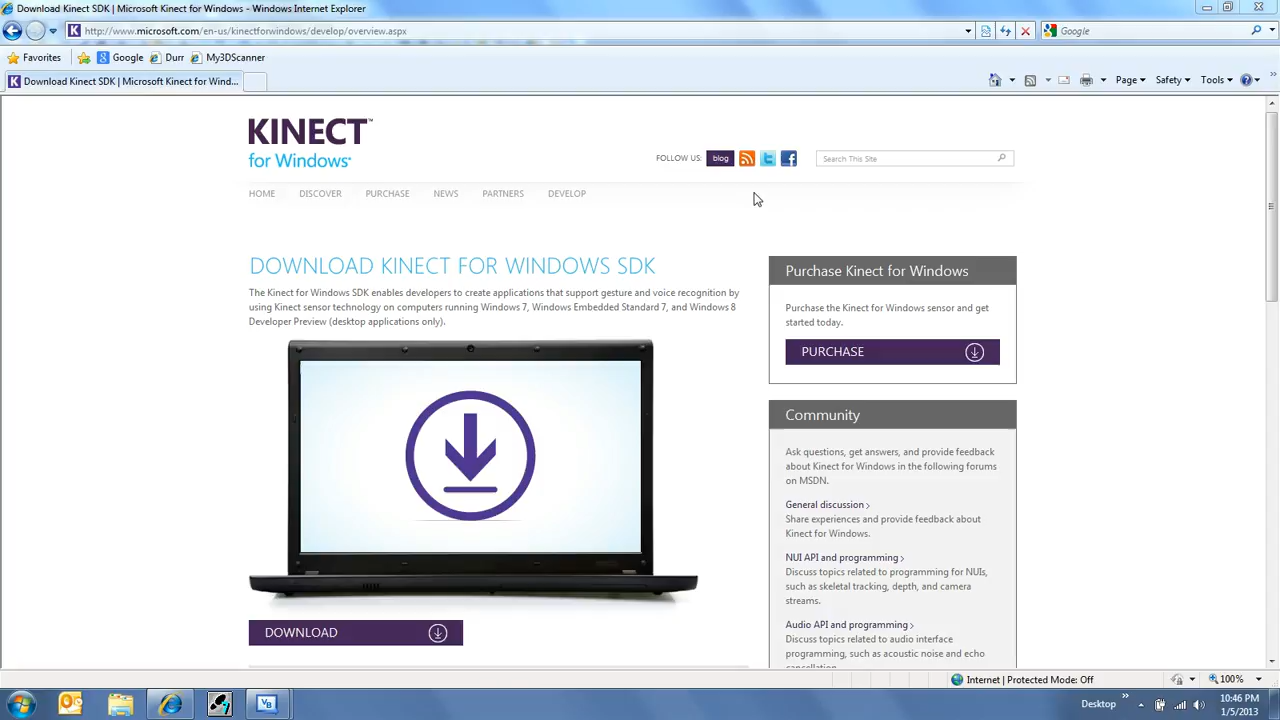 Download Kinect SDK | Microsoft Kinect for Windows - Windows Internet Explorer
http://www.microsoft.com/en-us/kinectforwindows/develop/overview.aspx
Google
Favorites Google Durr My3DScanner
Download Kinect SDK | Microsoft Kinect for Wind...
Page Safety Tools
KINECT™
for Windows®
FOLLOW US: blog
Search This Site
HOME DISCOVER PURCHASE NEWS PARTNERS DEVELOP
DOWNLOAD KINECT FOR WINDOWS SDK
The Kinect for Windows SDK enables developers to create applications that support gesture and voice recognition by
using Kinect sensor technology on computers running Windows 7, Windows Embedded Standard 7, and Windows 8
Developer Preview (desktop applications only).
DOWNLOAD
Purchase Kinect for Windows
Purchase the Kinect for Windows sensor and get
started today.
PURCHASE
Community
Ask questions, get answers, and provide feedback
about Kinect for Windows in the following forums
on MSDN.
General discussion ›
Share experiences and provide feedback about
Kinect for Windows.
NUI API and programming ›
Discuss topics related to programming for NUIs,
such as skeletal tracking, depth, and camera
streams.
Audio API and programming ›
Discuss topics related to audio interface
programming, such as acoustic noise and echo
cancellation.
Internet | Protected Mode: Off
100%
Desktop
10:46 PM
1/5/2013